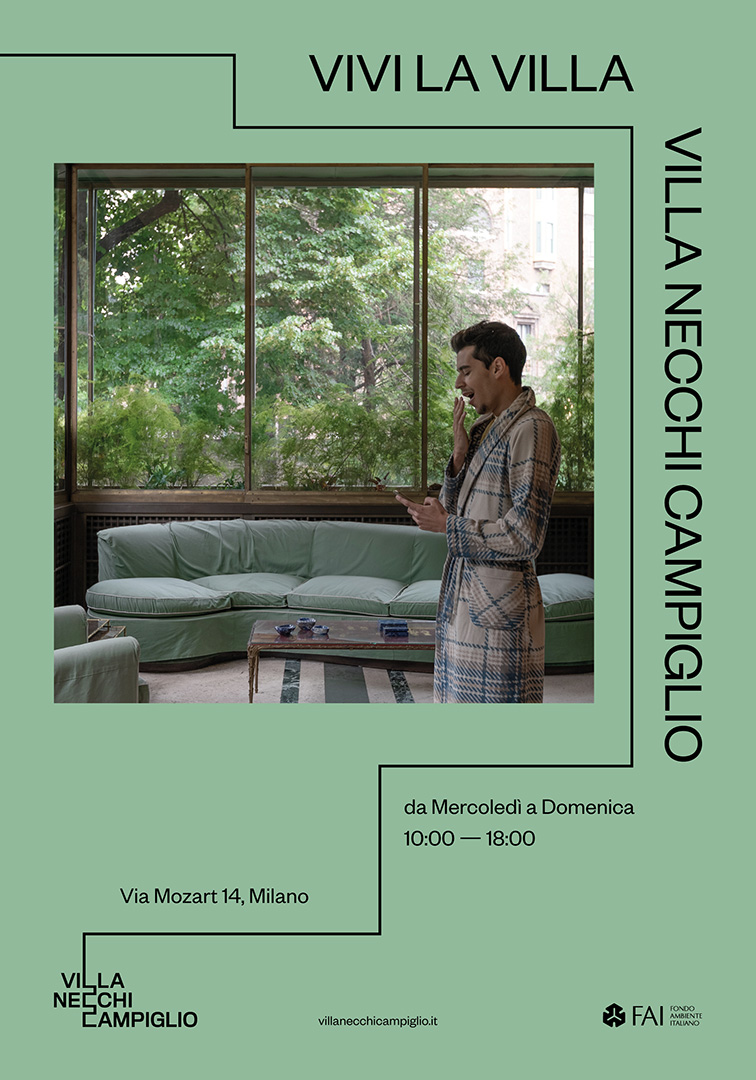 VIVI LA VILLA
VILLA NECCHI CAMPIGLIO
da Mercoledì a Domenica
10:00 — 18:00
Via Mozart 14, Milano
VILLA
NECCHI
CAMPIGLIO
villanecchicampiglio.it
FAI
FONDO
AMBIENTE
ITALIANO